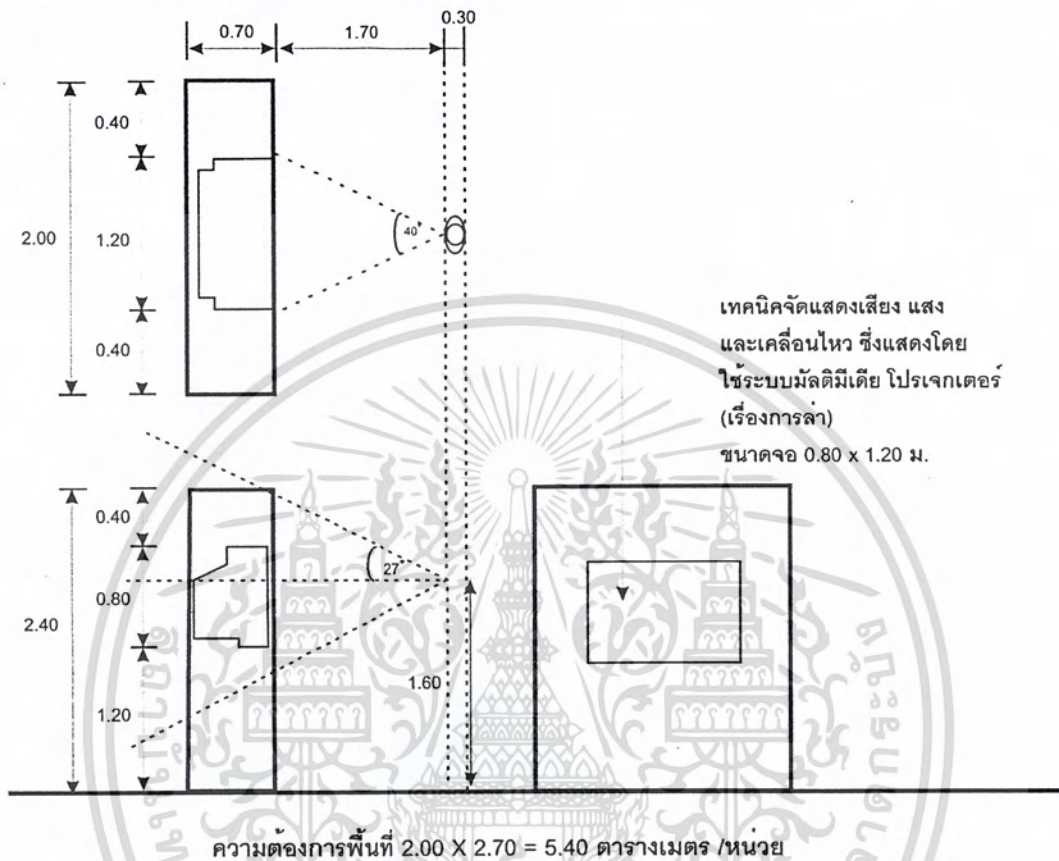 0.30
0.70
1.70
0.40
2.00
1.20
40°
0.40
เทคนิคจัดแสดงเสียง แสง
และเคลื่อนไหว ซึ่งแสดงโดย
ใช้ระบบมัลติมีเดีย โปรเจกเตอร์
(เรื่องการล่า)
ขนาดจอ 0.80 x 1.20 ม.
0.40
27°
0.80
2.40
1.60
1.20
ความต้องการพื้นที่ 2.00 X 2.70 = 5.40 ตารางเมตร /หน่วย